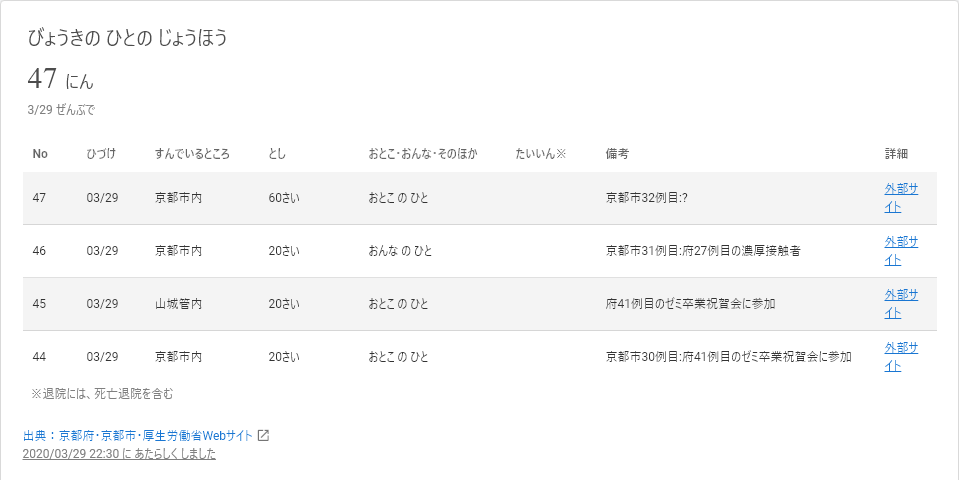 びょうきの ひとの じょうほう
47 にん
3/29 ぜんぶで
No ひづけ すんでいるところ とし おとこ・おんな・そのほか たいいん※ 備考 詳細
47 03/29 京都市内 60さい おとこ の ひと 京都市32例目:? 外部サ
イト
46 03/29 京都市内 20さい おんな の ひと 京都市31例目:府27例目の濃厚接触者 外部サ
イト
45 03/29 山城管内 20さい おとこ の ひと 府41例目のゼミ卒業祝賀会に参加 外部サ
イト
44 03/29 京都市内 20さい おとこ の ひと 京都市30例目:府41例目のゼミ卒業祝賀会に参加 外部サ
イト
※退院には、死亡退院を含む
出典：京都府・京都市・厚生労働省Webサイト
2020/03/29 22:30 に あたらしく しました